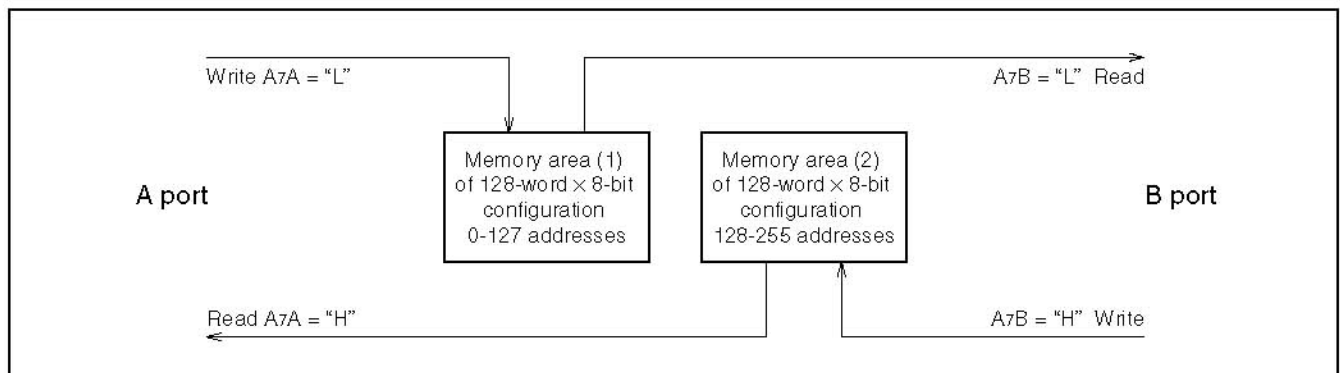 Write A7A = “L”
A7B = “L” Read
A port
Memory area (1)
of 128-word × 8-bit
configuration
0-127 addresses
Memory area (2)
of 128-word × 8-bit
configuration
128-255 addresses
B port
Read A7A = “H”
A7B = “H” Write